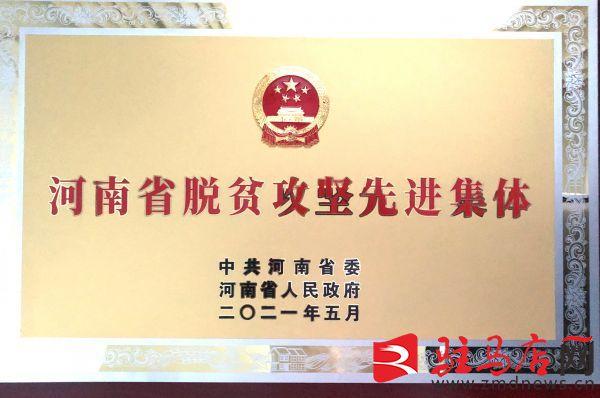 河南省脱贫攻坚先进集体
中共河南省委
河南省人民政府
二〇二一年五月
驻马店网
www.zmdnews.cn